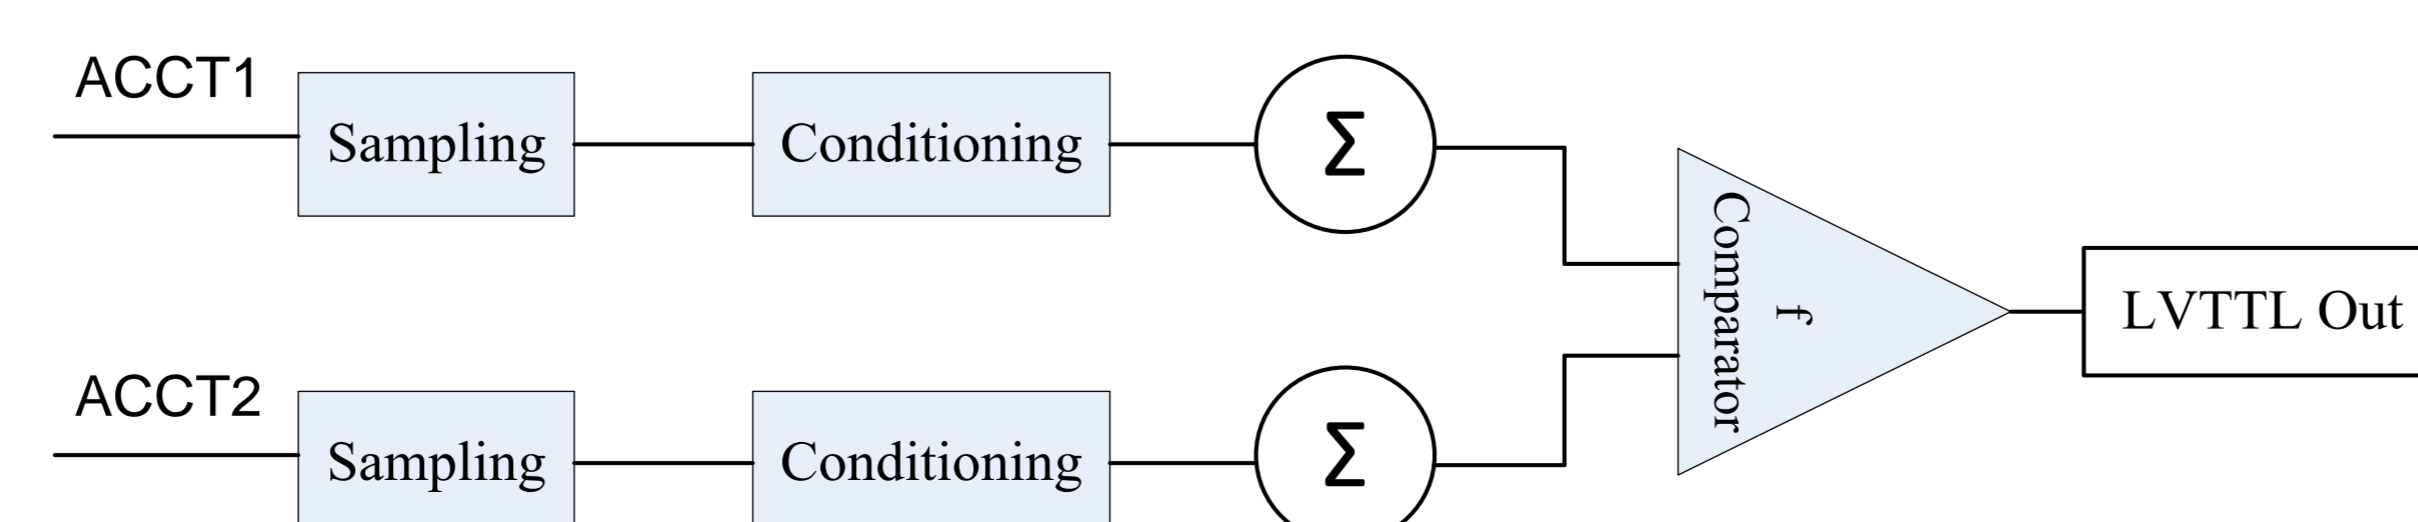 ACCT1
Sampling
Conditioning
Σ
Comparator
f
LVTTL Out
ACCT2
Sampling
Conditioning
Σ